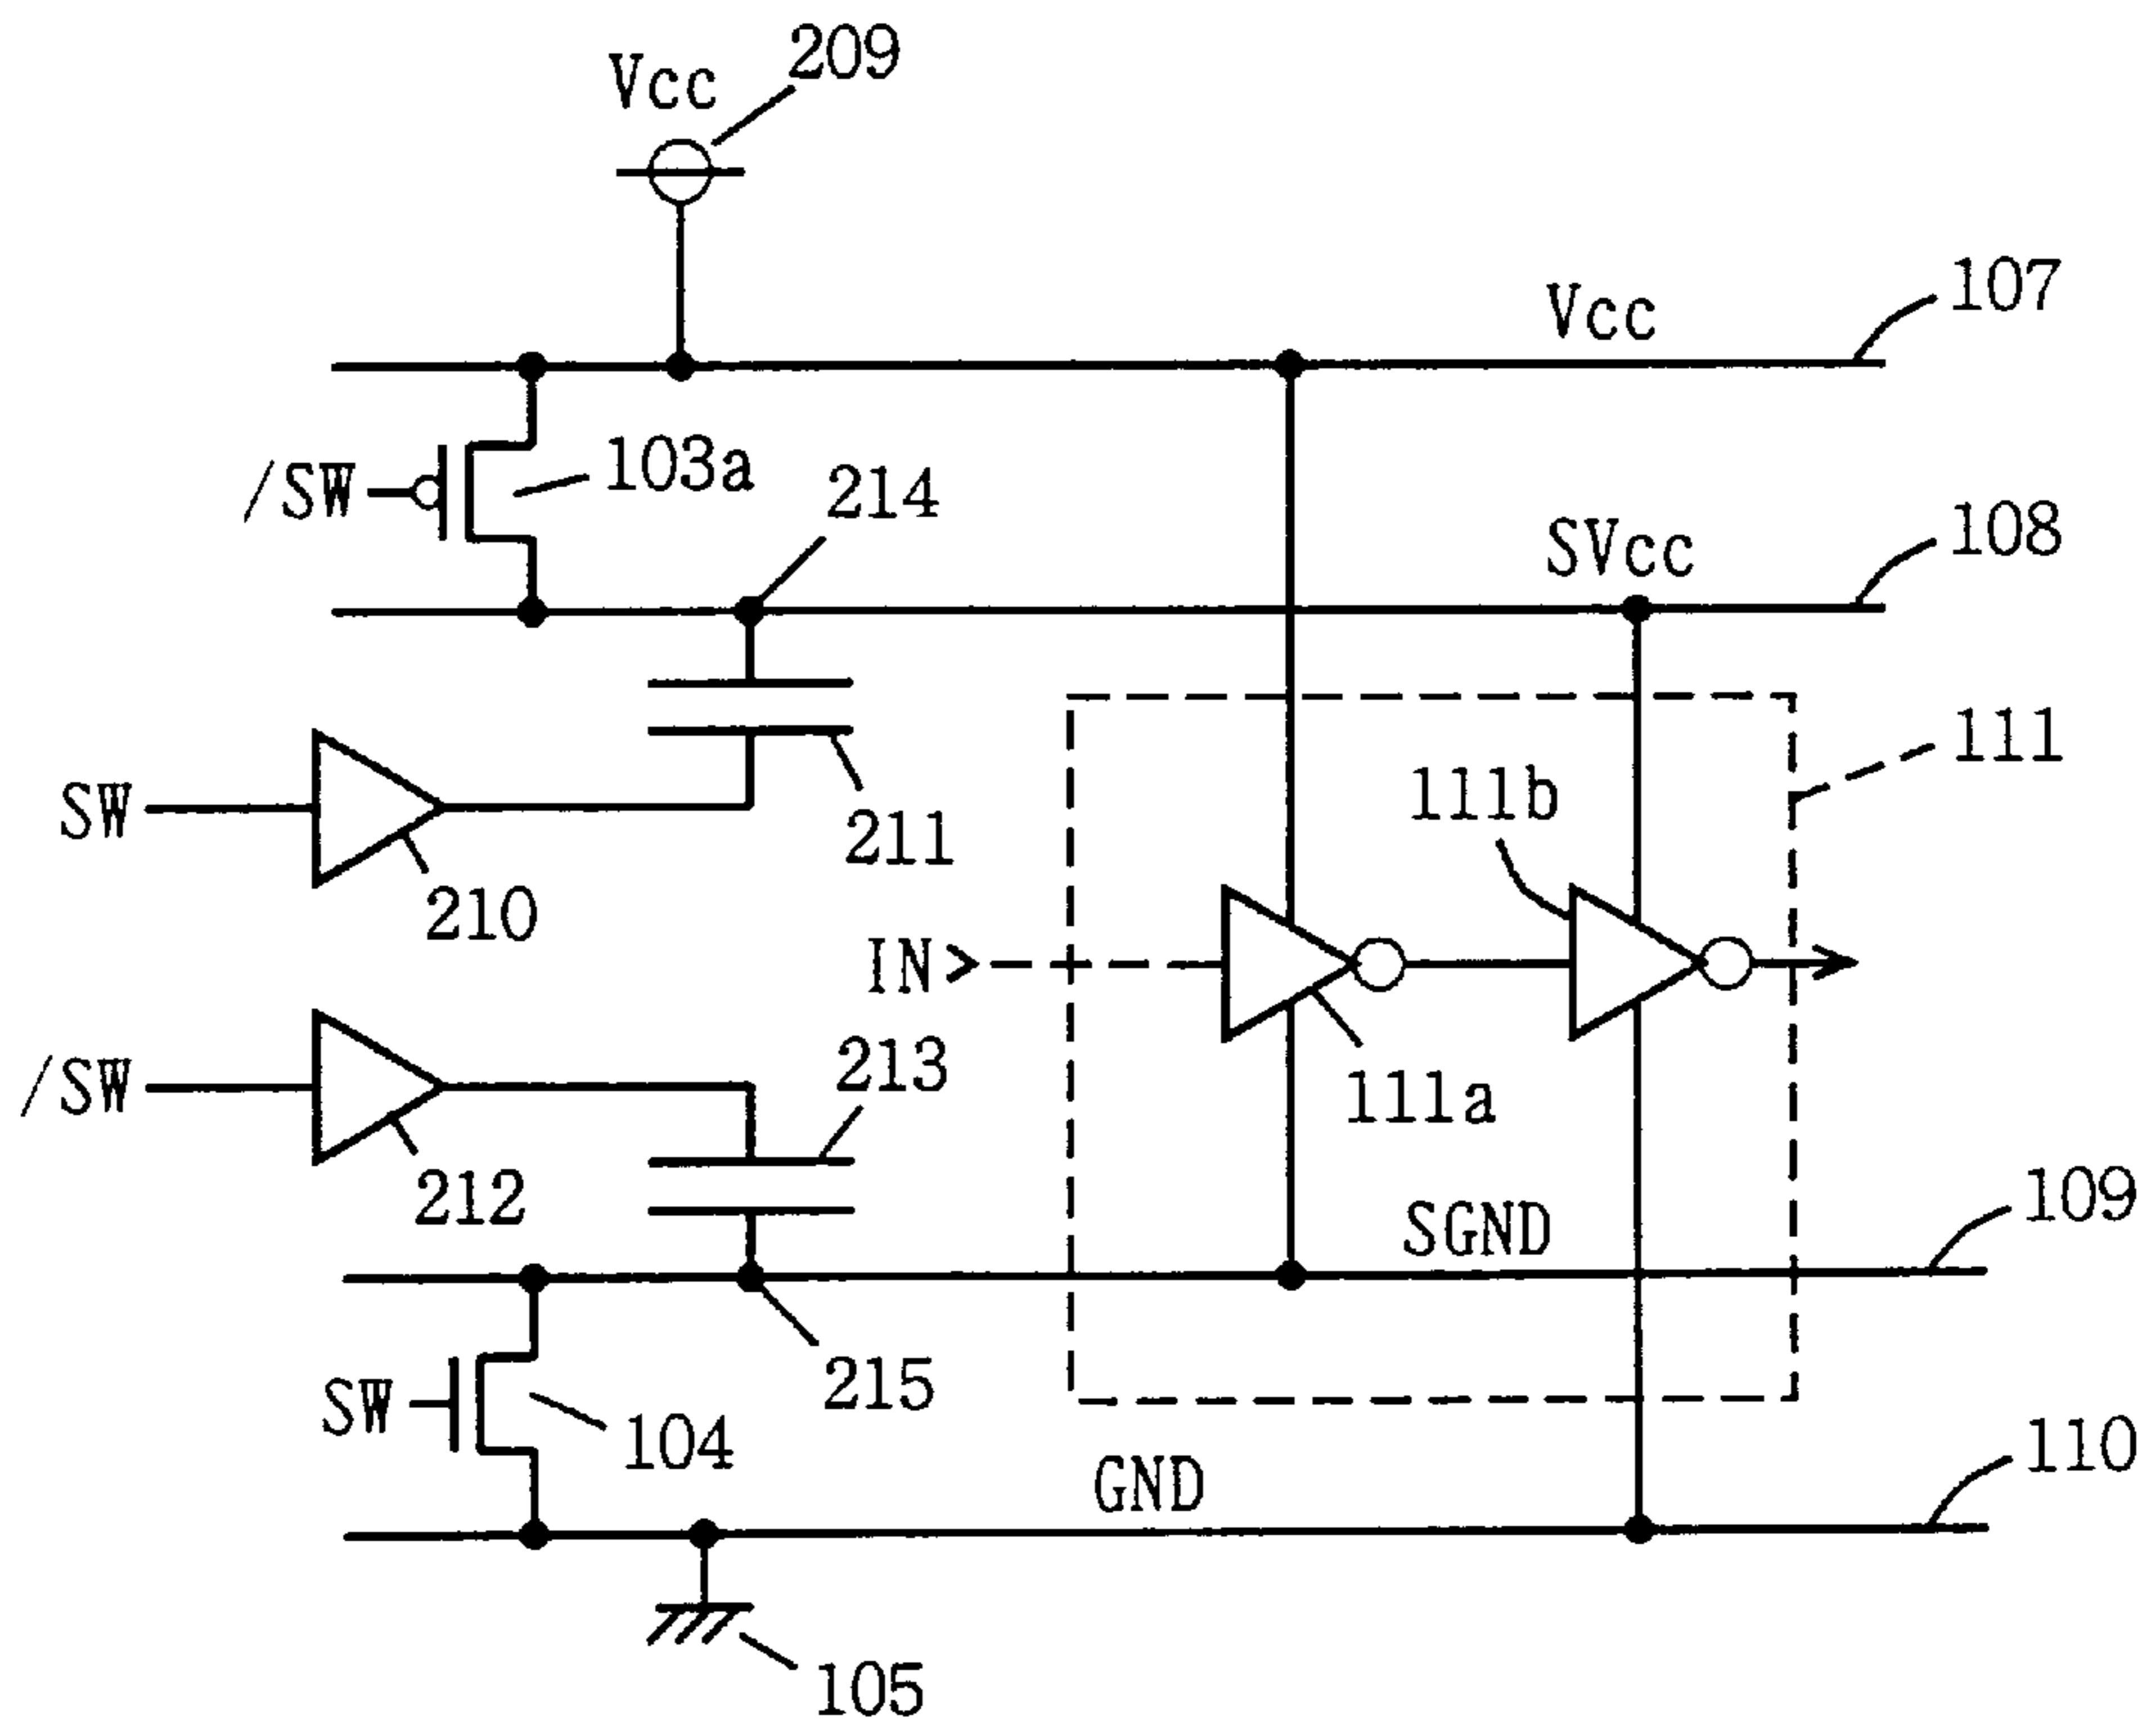 209
Vcc
107
Vcc
/SW
103a
214
108
SVcc
111
111b
SW
211
210
IN
213
/SW
111a
212
109
SGND
215
SW
104
110
GND
105